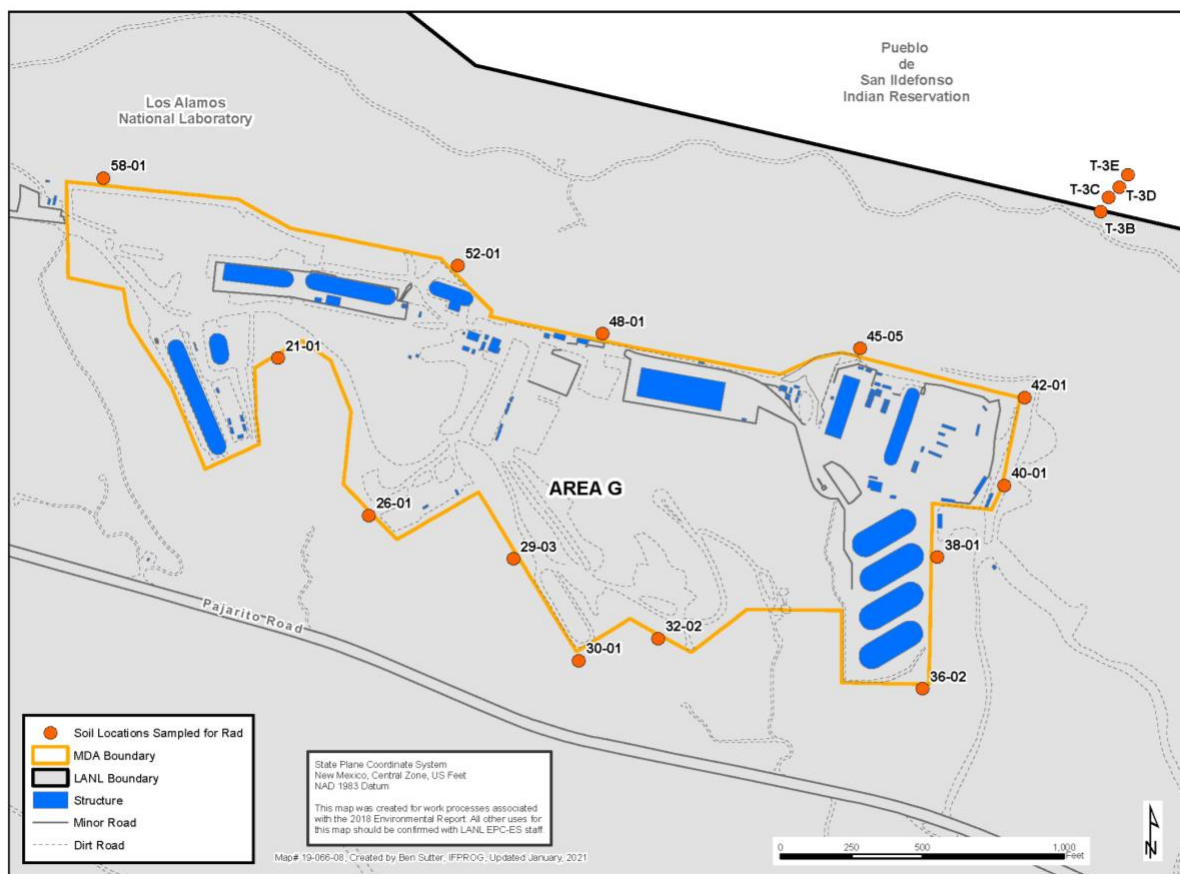 Pueblo
de
San Ildefonso
Indian Reservation
Los Alamos
National Laboratory
58-01
T-3E
T-3C
T-3D
T-3B
52-01
48-01
21-01
45-05
42-01
40-01
AREA G
26-01
29-03
38-01
32-02
30-01
36-02
Pajarito Road
Soil Locations Sampled for Rad
MDA Boundary
LANL Boundary
Structure
Minor Road
Dirt Road
State Plane Coordinate System
New Mexico, Central Zone, US Feet
NAD 1983 Datum
This map was created for work processes associated
with the 2018 Environmental Report. All other uses for
this map should be confirmed with LANL EPC-ES staff.
Map# 19-066-08, Created by Ben Sutter, IFPROG, Updated January, 2021
0 250 500 1,000
Feet
N